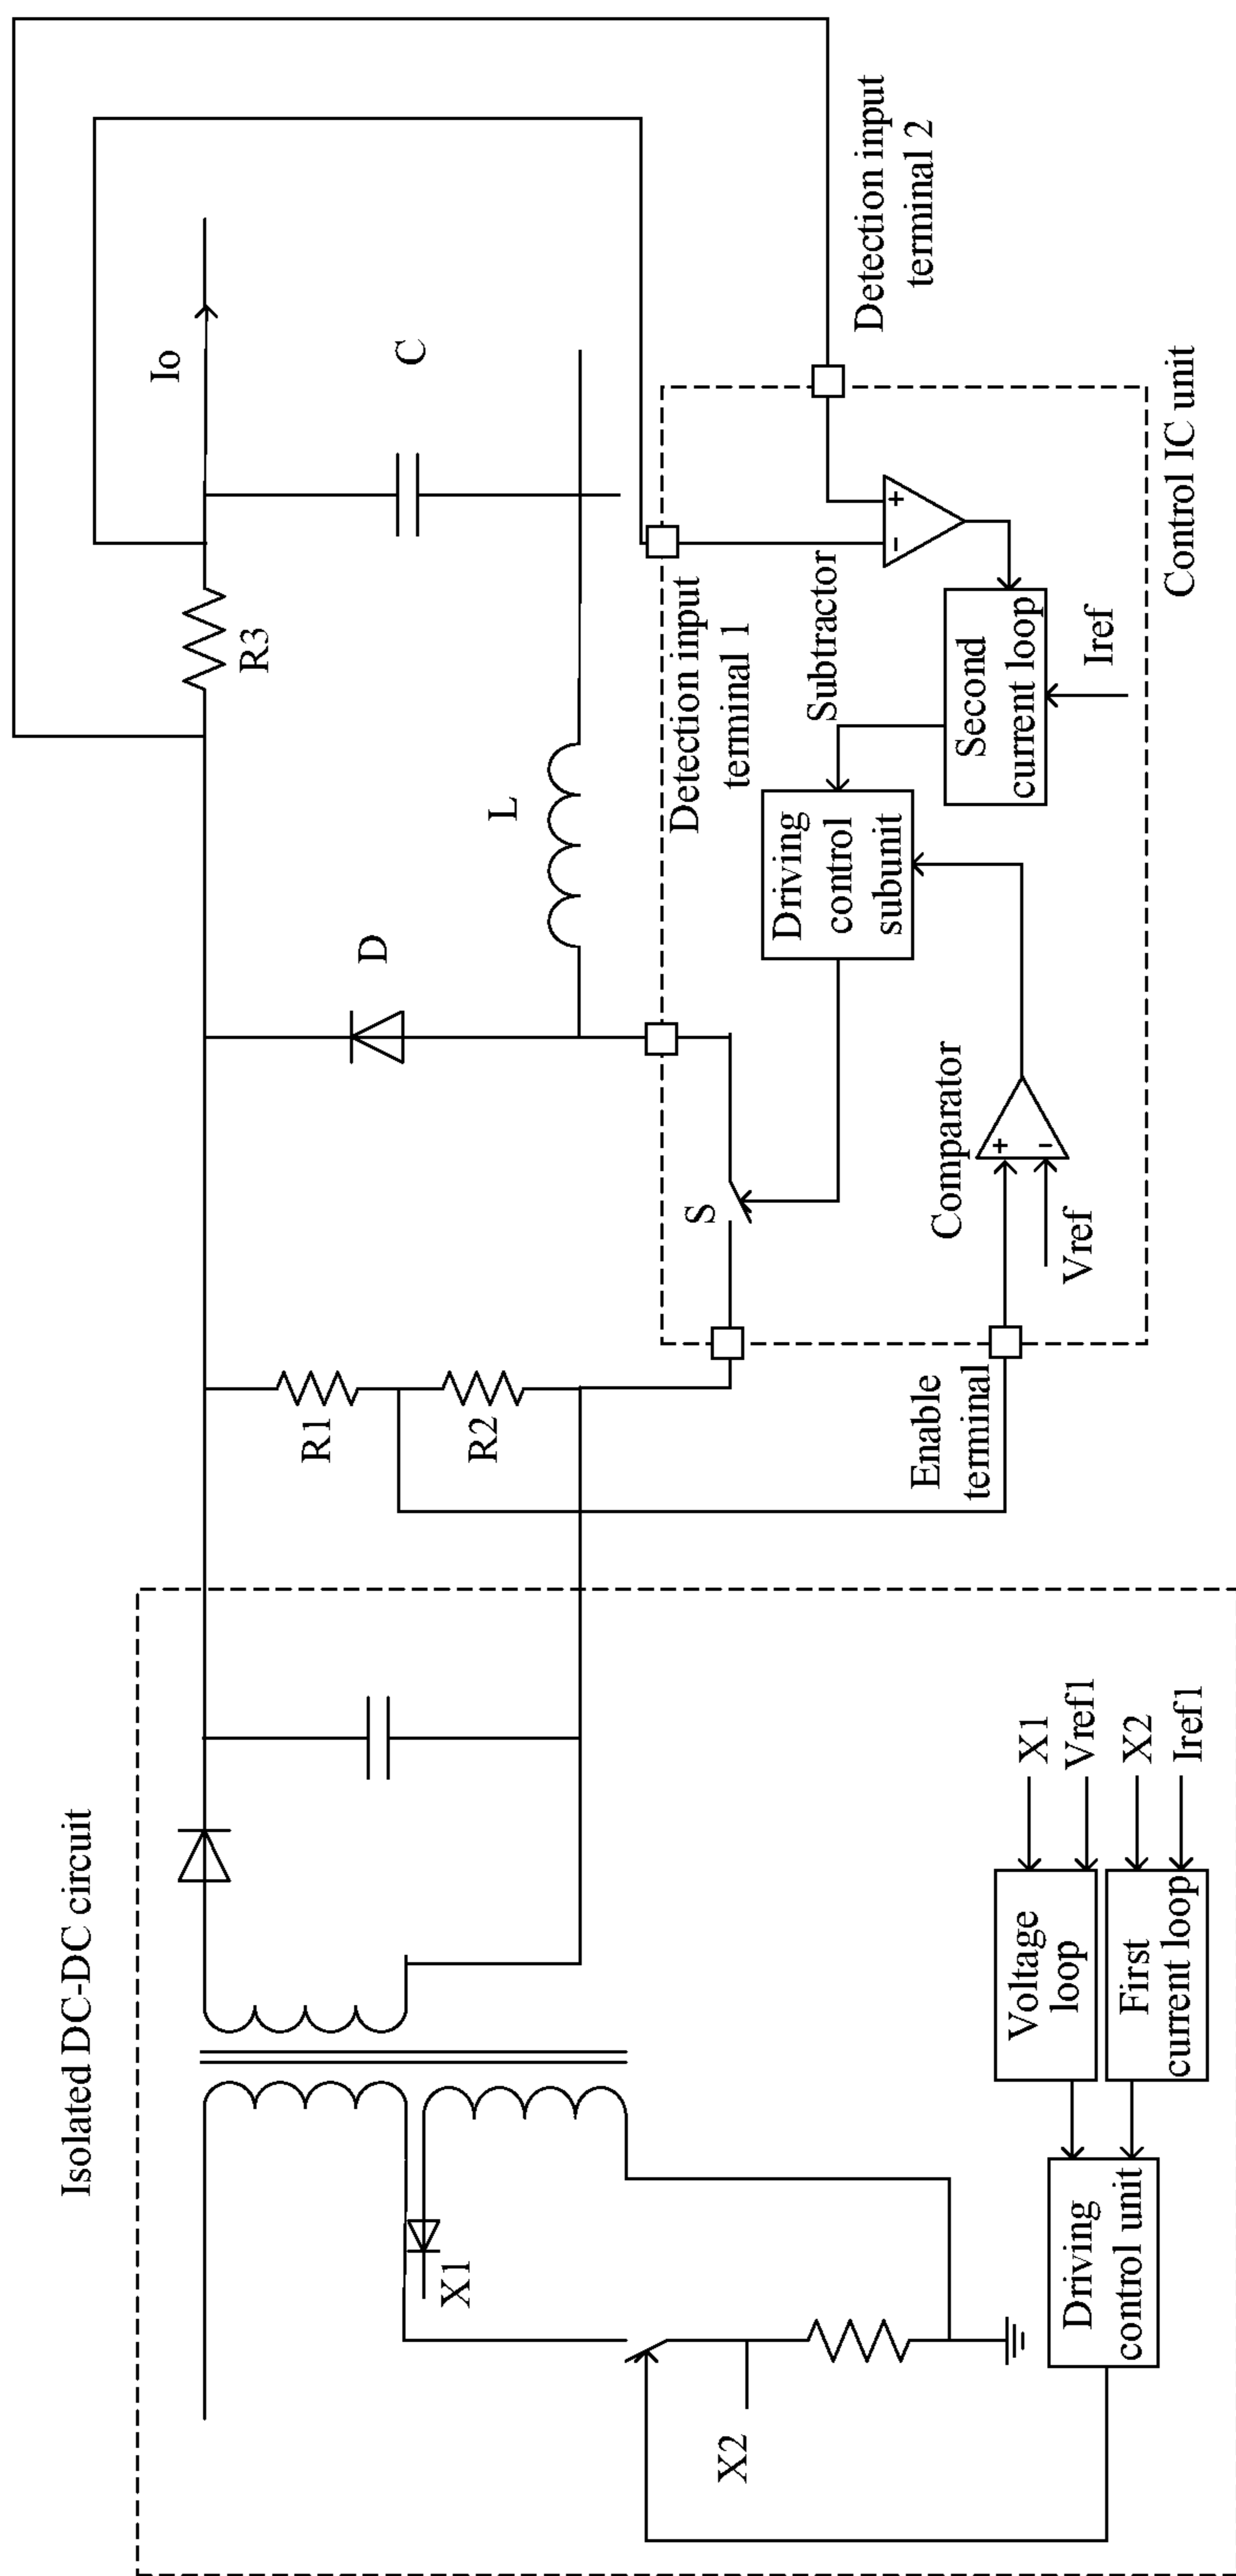 Isolated DC-DC circuit
X1
X2
Driving
control unit
Voltage
loop
First
current loop
X1
Vref1
X2
Iref1
R1
R2
Enable
terminal
S
D
L
R3
Io
C
Comparator
Vref
Driving
control
subunit
Subtractor
Second
current loop
Iref
Detection input
terminal 1
Detection input
terminal 2
Control IC unit
+
-
+
-